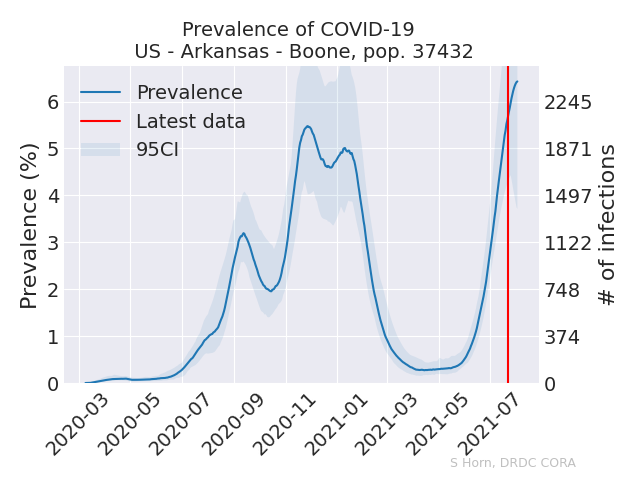 Prevalence of COVID-19
US - Arkansas - Boone, pop. 37432
Prevalence
Latest data
95CI
Prevalence (%)
6
5
4
3
2
1
0
2245
1871
1497
1122
748
374
0
# of infections
2020-03
2020-05
2020-07
2020-09
2020-11
2021-01
2021-03
2021-05
2021-07
S Horn, DRDC CORA